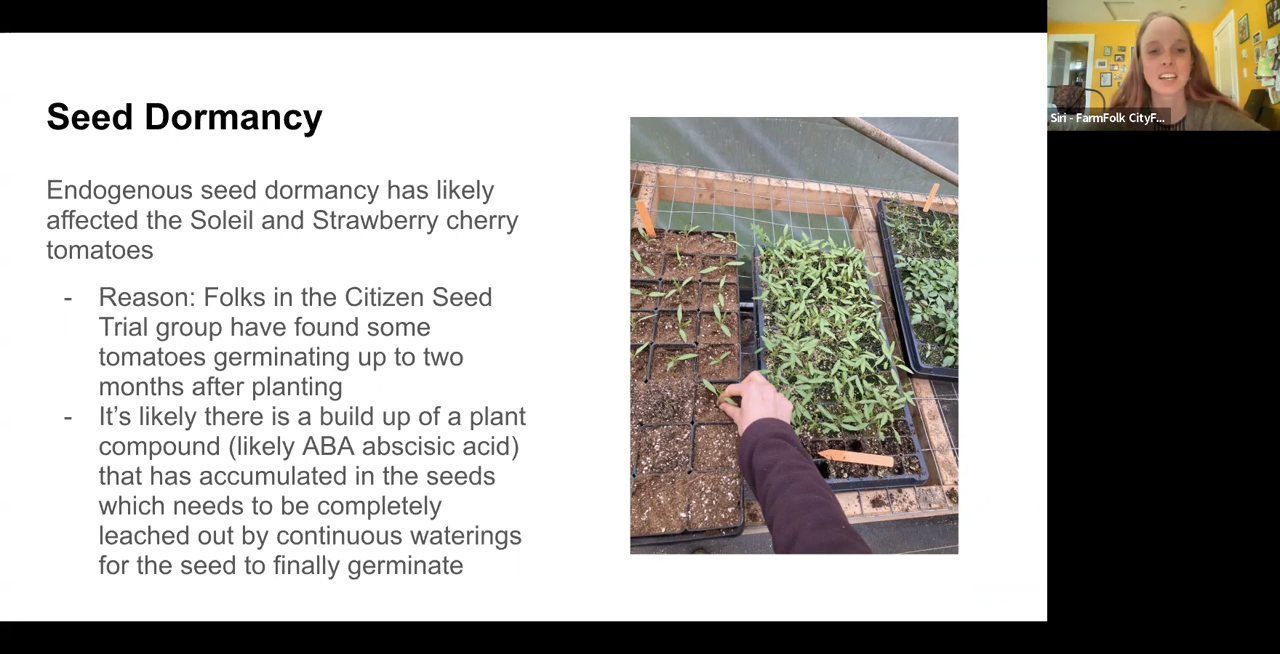 Seed Dormancy
Endogenous seed dormancy has likely
affected the Soleil and Strawberry cherry
tomatoes
- Reason: Folks in the Citizen Seed
Trial group have found some
tomatoes germinating up to two
months after planting
- It's likely there is a build up of a plant
compound (likely ABA abscisic acid)
that has accumulated in the seeds
which needs to be completely
leached out by continuous waterings
for the seed to finally germinate
Siri - FarmFolk CityF...